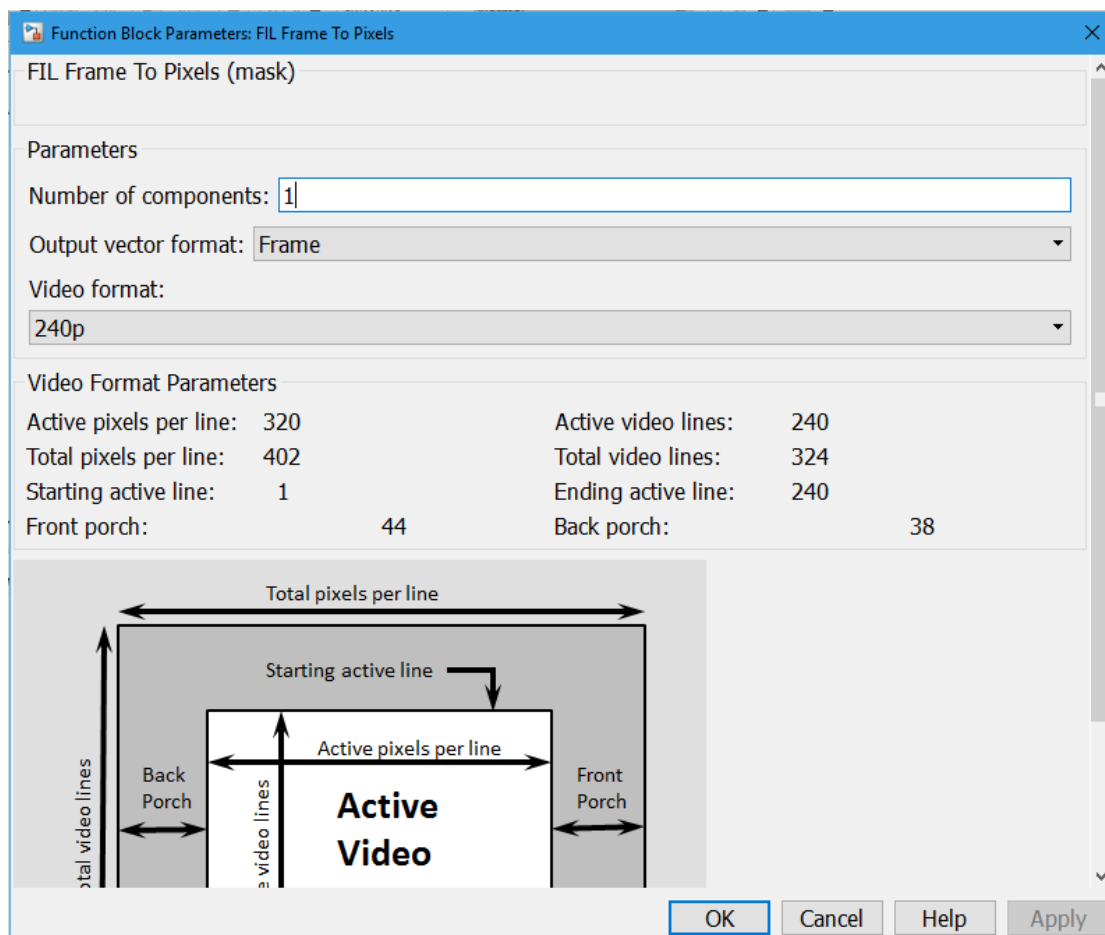 Function Block Parameters: FIL Frame To Pixels
FIL Frame To Pixels (mask)
Parameters
Number of components: 1
Output vector format: Frame
Video format:
240p
Video Format Parameters
Active pixels per line: 320 Active video lines: 240
Total pixels per line: 402 Total video lines: 324
Starting active line: 1 Ending active line: 240
Front porch: 44 Back porch: 38
Total pixels per line
Starting active line
Active pixels per line
Back
Porch
Front
Porch
Active
Video
video lines
video lines
OK Cancel Help Apply